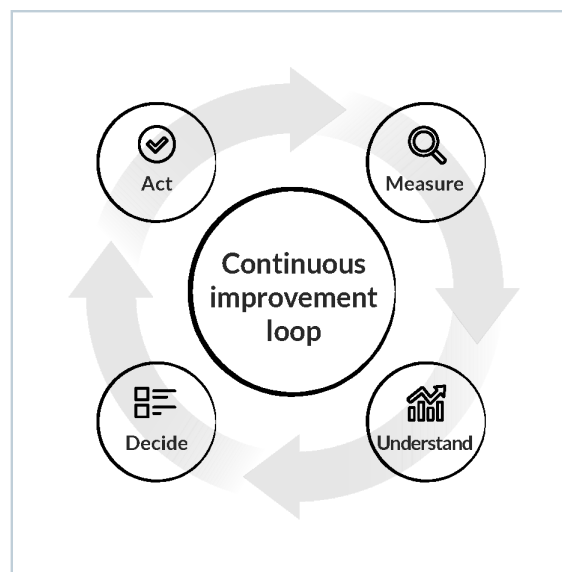 Act
Measure
Continuous
improvement
loop
Decide
Understand